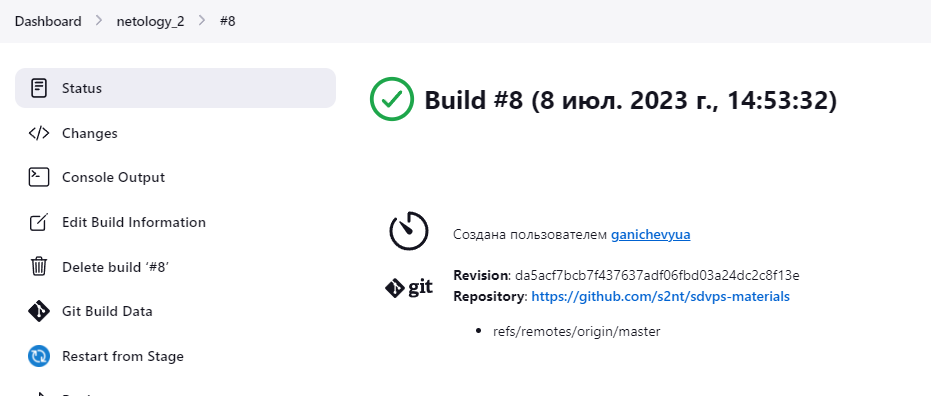 Dashboard > netology_2 > #8
Status
Build #8 (8 июл. 2023 г., 14:53:32)
Changes
Console Output
Edit Build Information
Создана пользователем ganichevyua
Delete build ‘#8’
git
Revision: da5acf7bcb7f437637adf06fbd03a24dc2c8f13e
Repository: https://github.com/s2nt/sdvps-materials
Git Build Data
• refs/remotes/origin/master
Restart from Stage